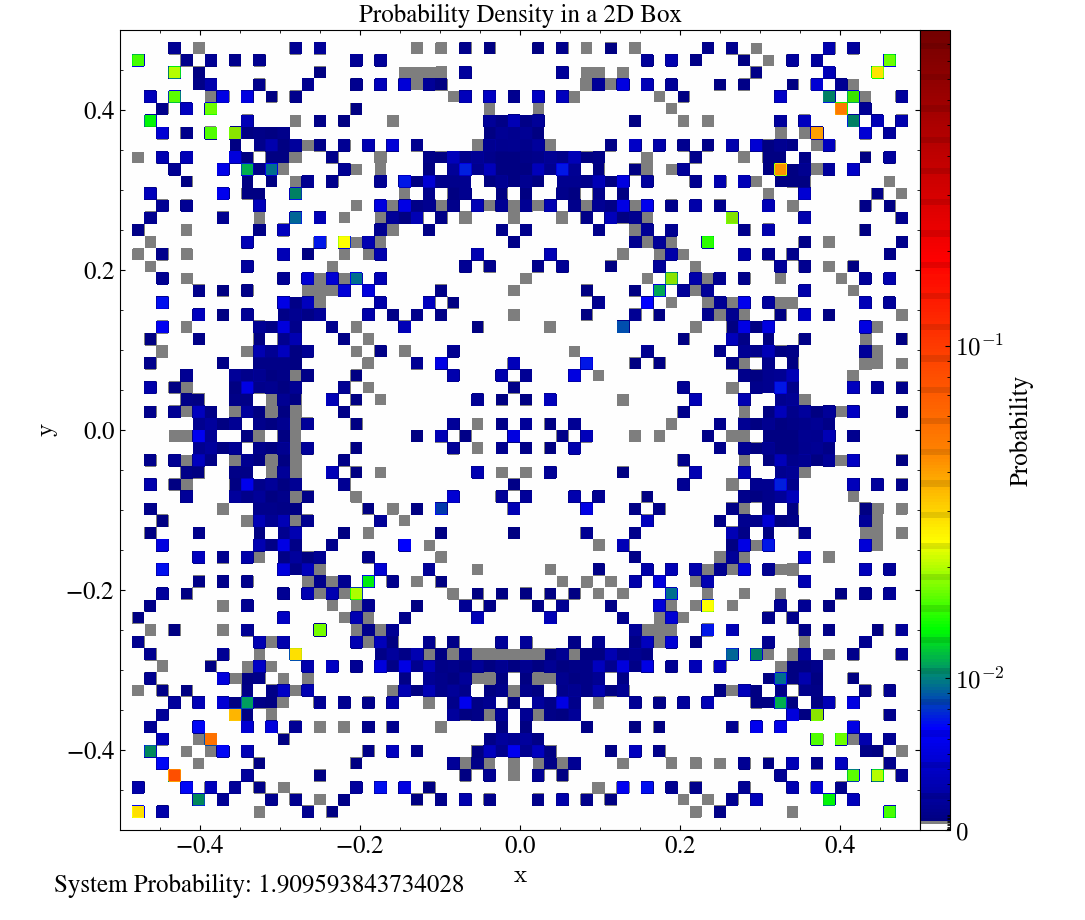 Probability Density in a 2D Box
0.4
0.2
0.0
−0.2
−0.4
y
−0.4 −0.2 0.0 0.2 0.4
x
10⁻¹
10⁻²
0
Probability
System Probability: 1.909593843734028